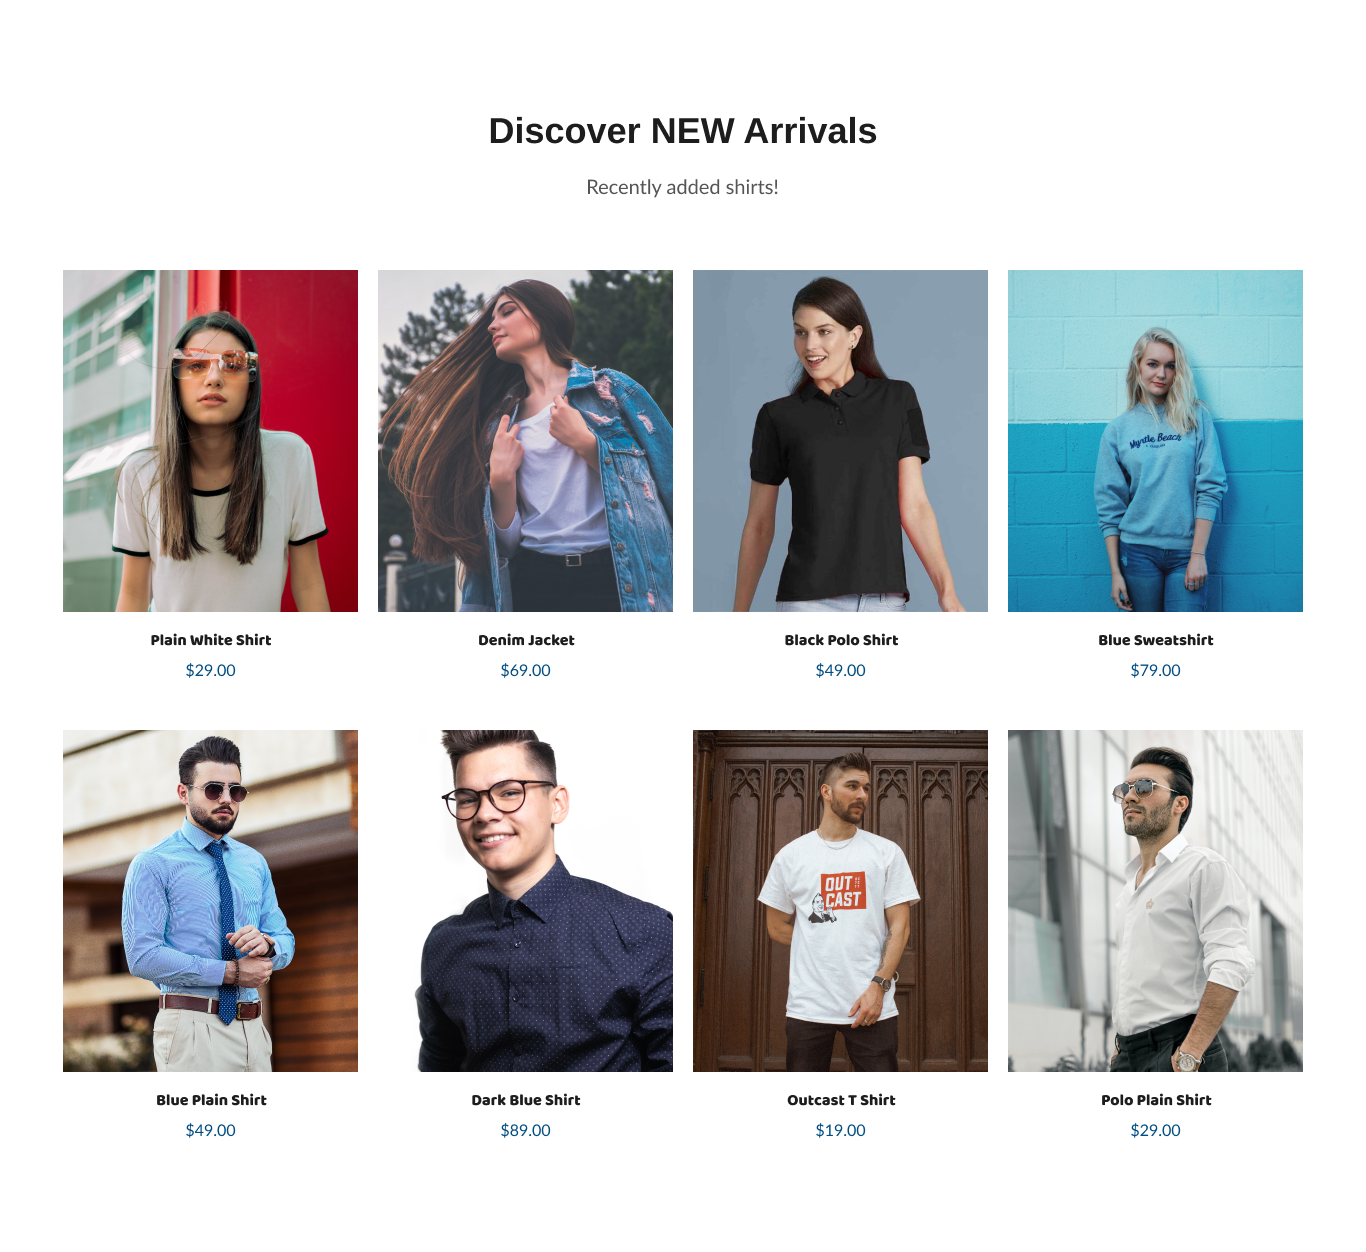 Discover NEW Arrivals
Recently added shirts!
Myrtle Beach
Plain White Shirt
Denim Jacket
Black Polo Shirt
Blue Sweatshirt
$29.00
$69.00
$49.00
$79.00
OUT
CAST
Blue Plain Shirt
Dark Blue Shirt
Outcast T Shirt
Polo Plain Shirt
$49.00
$89.00
$19.00
$29.00